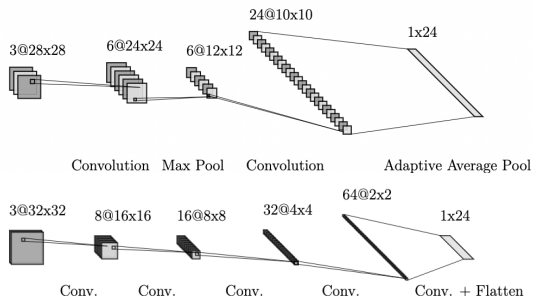 24@10x10
3@28x28 6@24x24 6@12x12 1x24
Convolution Max Pool Convolution Adaptive Average Pool
64@2x2
3@32x32 8@16x16 16@8x8 32@4x4 1x24
Conv. Conv. Conv. Conv. Conv. + Flatten